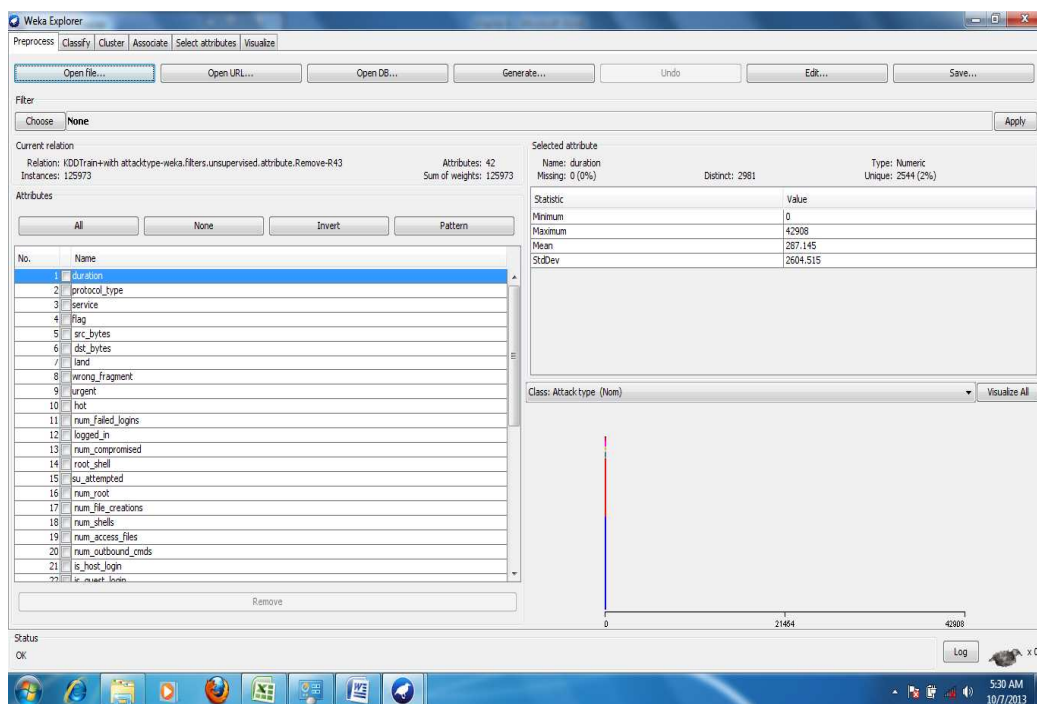 Weka Explorer
Preprocess Classify Cluster Associate Select attributes Visualize
Open file... Open URL... Open DB... Generate... Undo Edit... Save...
Filter
Choose None Apply
Current relation
Relation: KDDTrain+with attacktype-weka.filters.unsupervised.attribute.Remove-R43 Attributes: 42
Instances: 125973 Sum of weights: 125973
Attributes
All None Invert Pattern
No. Name
1 duration
2 protocol_type
3 service
4 flag
5 src_bytes
6 dst_bytes
7 land
8 wrong_fragment
9 urgent
10 hot
11 num_failed_logins
12 logged_in
13 num_compromised
14 root_shell
15 su_attempted
16 num_root
17 num_file_creations
18 num_shells
19 num_access_files
20 num_outbound_cmds
21 is_host_login
22 is_guest_login
Remove
Selected attribute
Name: duration Type: Numeric
Missing: 0 (0%) Distinct: 2981 Unique: 2544 (2%)
Statistic Value
Minimum 0
Maximum 42908
Mean 287.145
StdDev 2604.515
Class: Attack type (Nom) Visualize All
0 21454 42908
Status
OK Log x 0
5:30 AM
10/7/2013